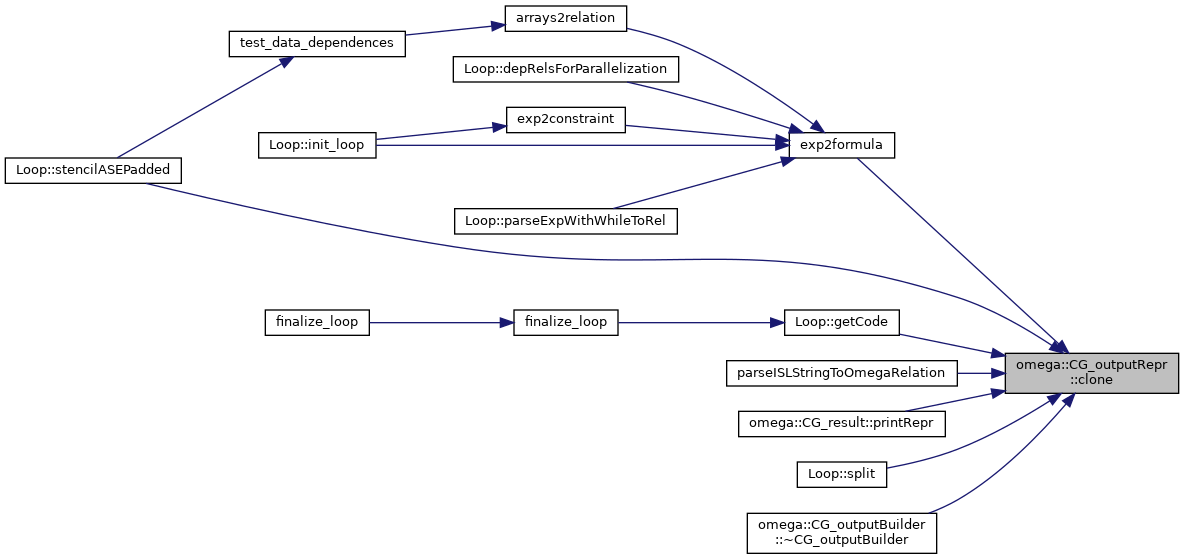 arrays2relation
test_data_dependences
Loop::depRelsForParallelization
exp2constraint
Loop::init_loop
exp2formula
Loop::stencilASEPadded
Loop::parseExpWithWhileToRel
finalize_loop
finalize_loop
Loop::getCode
omega::CG_outputRepr
::clone
parseISLStringToOmegaRelation
omega::CG_result::printRepr
Loop::split
omega::CG_outputBuilder
::~CG_outputBuilder